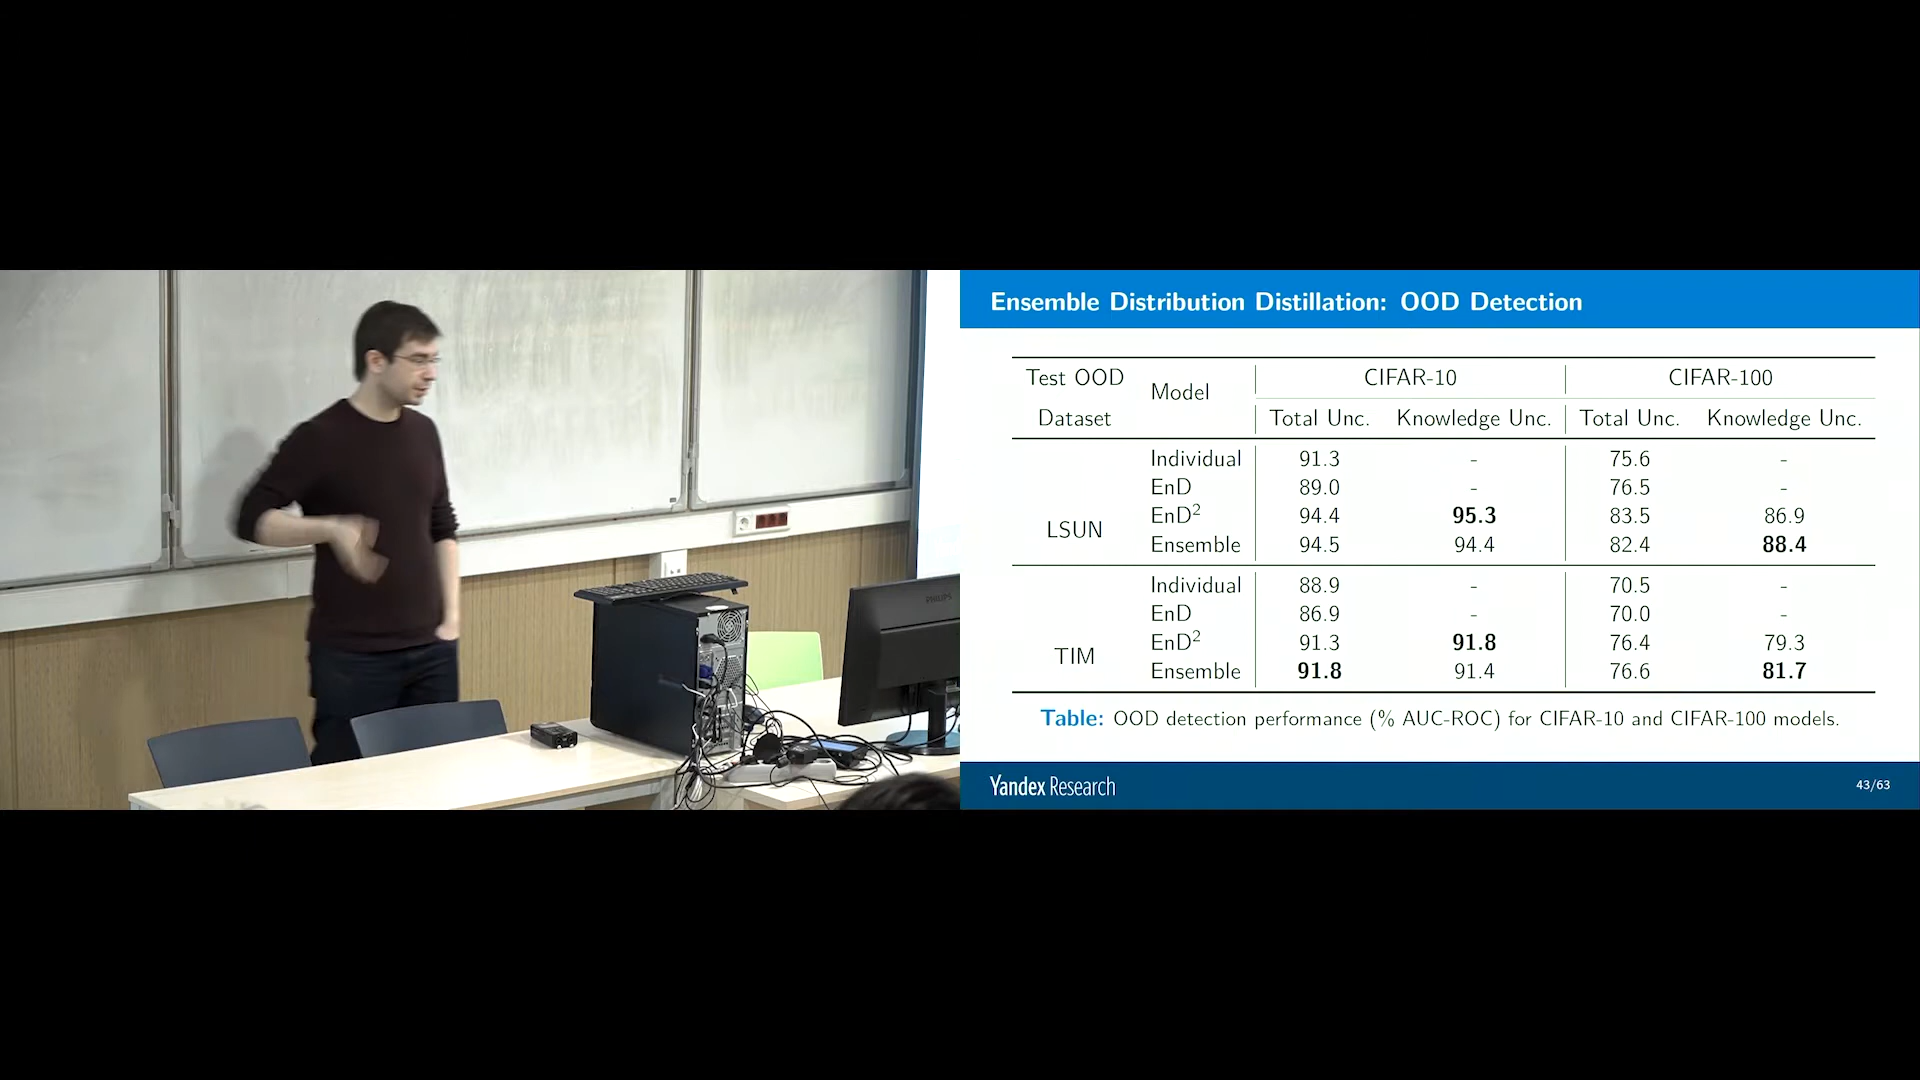 Ensemble Distribution Distillation: OOD Detection
Test OOD Dataset Model CIFAR-10 CIFAR-100
Total Unc. Knowledge Unc. Total Unc. Knowledge Unc.
LSUN
Individual 91.3 - 75.6 -
EnD 89.0 - 76.5 -
EnD² 94.4 95.3 83.5 86.9
Ensemble 94.5 94.4 82.4 88.4
TIM
Individual 88.9 - 70.5 -
EnD 86.9 - 70.0 -
EnD² 91.3 91.8 76.4 79.3
Ensemble 91.8 91.4 76.6 81.7
Table: OOD detection performance (% AUC-ROC) for CIFAR-10 and CIFAR-100 models.
Yandex Research
43/63
PHILIPS